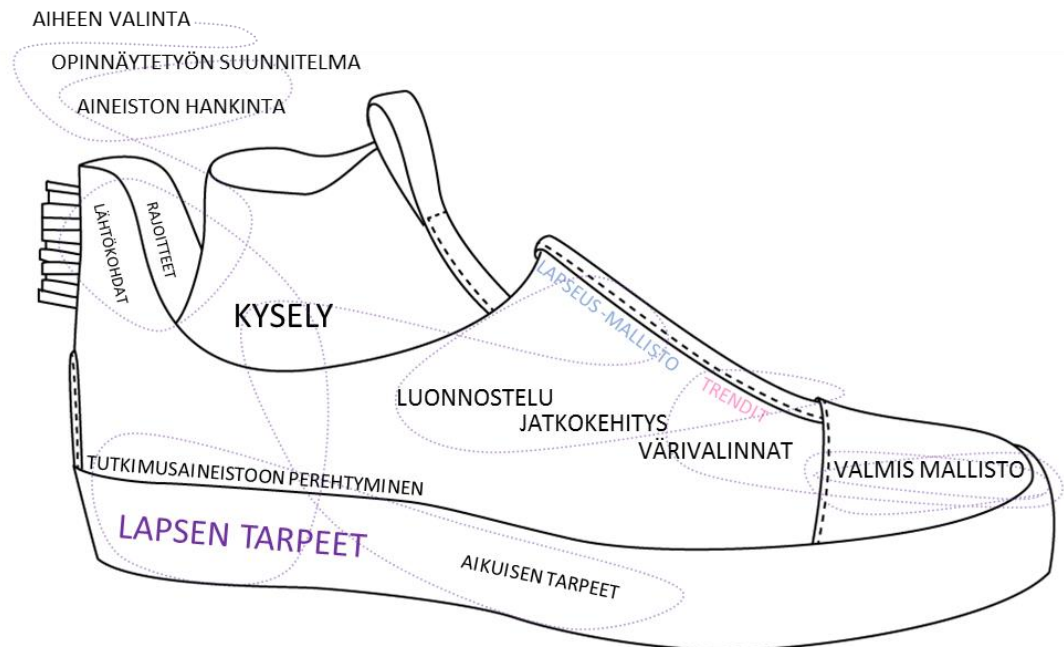 AIHEEN VALINTA
OPINNÄYTETYÖN SUUNNITELMA
AINEISTON HANKINTA
LÄHTÖKOHDAT
RAJOITTEET
KYSELY
LAPSEUS -MALLISTO
TRENDIT
LUONNOSTELU
JATKOKEHITYS
VÄRIVALINNAT
VALMIS MALLISTO
TUTKIMUSAINEISTOON PEREHTYMINEN
LAPSEN TARPEET
AIKUISEN TARPEET